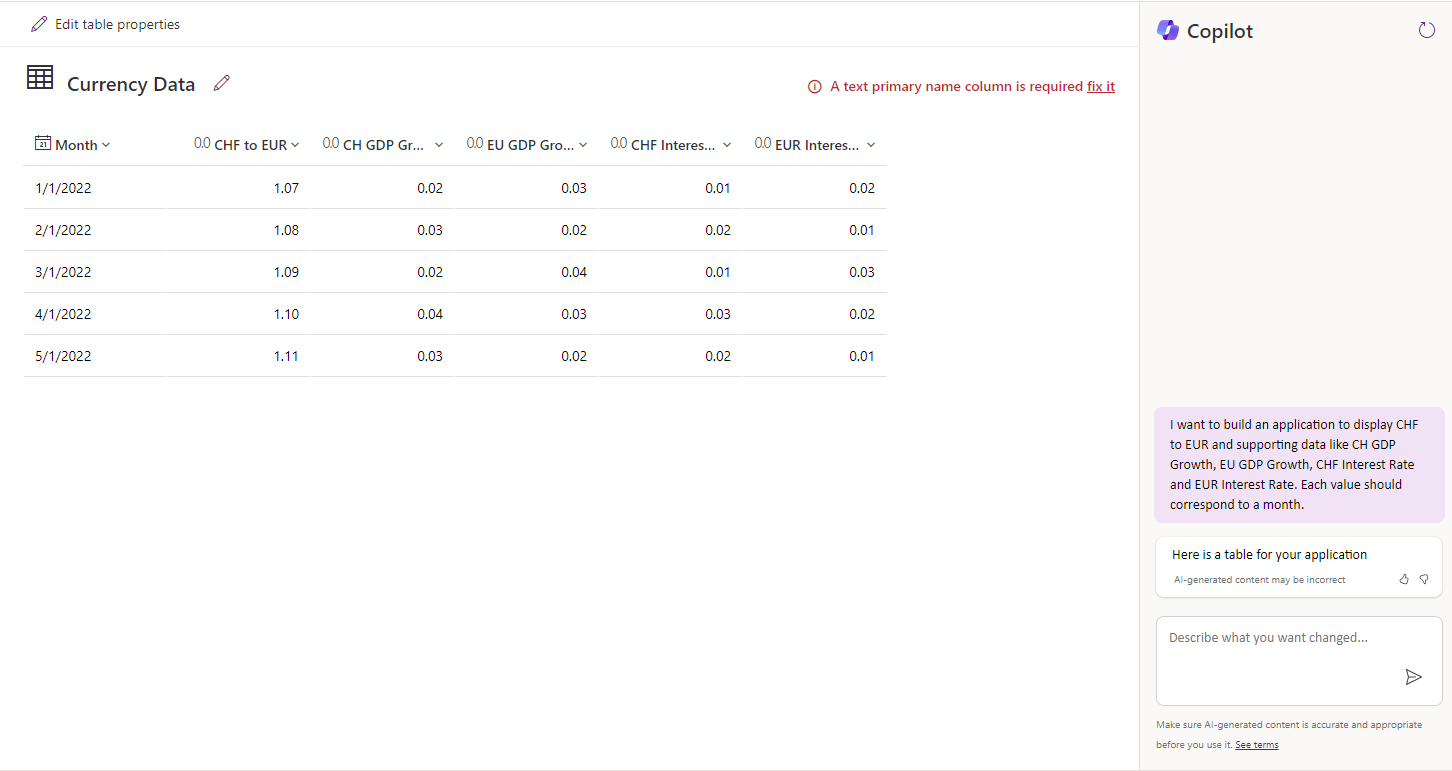 Edit table properties
Currency Data
A text primary name column is required fix it
Month 0.0 CHF to EUR 0.0 CH GDP Gr... 0.0 EU GDP Gro... 0.0 CHF Interes... 0.0 EUR Interes...
1/1/2022 1.07 0.02 0.03 0.01 0.02
2/1/2022 1.08 0.03 0.02 0.02 0.01
3/1/2022 1.09 0.02 0.04 0.01 0.03
4/1/2022 1.10 0.04 0.03 0.03 0.02
5/1/2022 1.11 0.03 0.02 0.02 0.01
Copilot
I want to build an application to display CHF
to EUR and supporting data like CH GDP
Growth, EU GDP Growth, CHF Interest Rate
and EUR Interest Rate. Each value should
correspond to a month.
Here is a table for your application
AI-generated content may be incorrect
Describe what you want changed...
Make sure AI-generated content is accurate and appropriate
before you use it. See terms